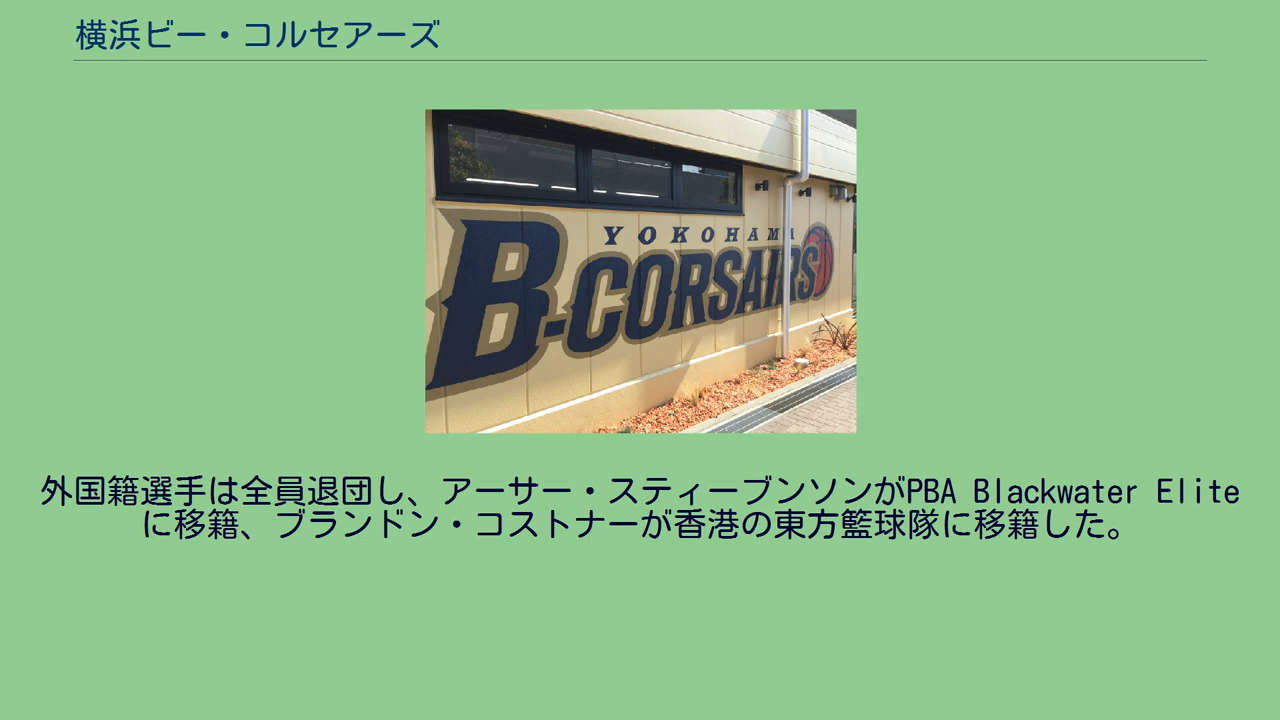 横浜ビー・コルセアーズ
YOKOHAMA
B-CORSAIRS
外国籍選手は全員退団し、アーサー・スティーブンソンがPBA Blackwater Elite
に移籍、ブランドン・コストナーが香港の東方籃球隊に移籍した。